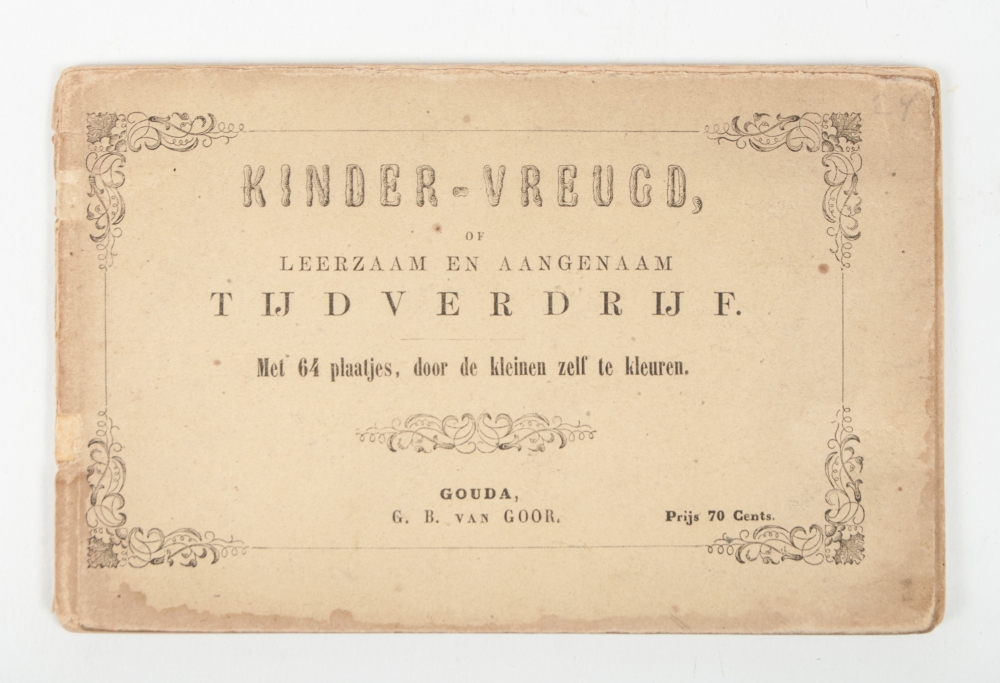 KINDER-VREUGD,
OF
LEERZAAM EN AANGENAAM
TIJDVERDRIJF.
Met 64 plaatjes, door de kleinen zelf te kleuren.
GOUDA,
G. B. VAN GOOR.
Prijs 70 Cents.